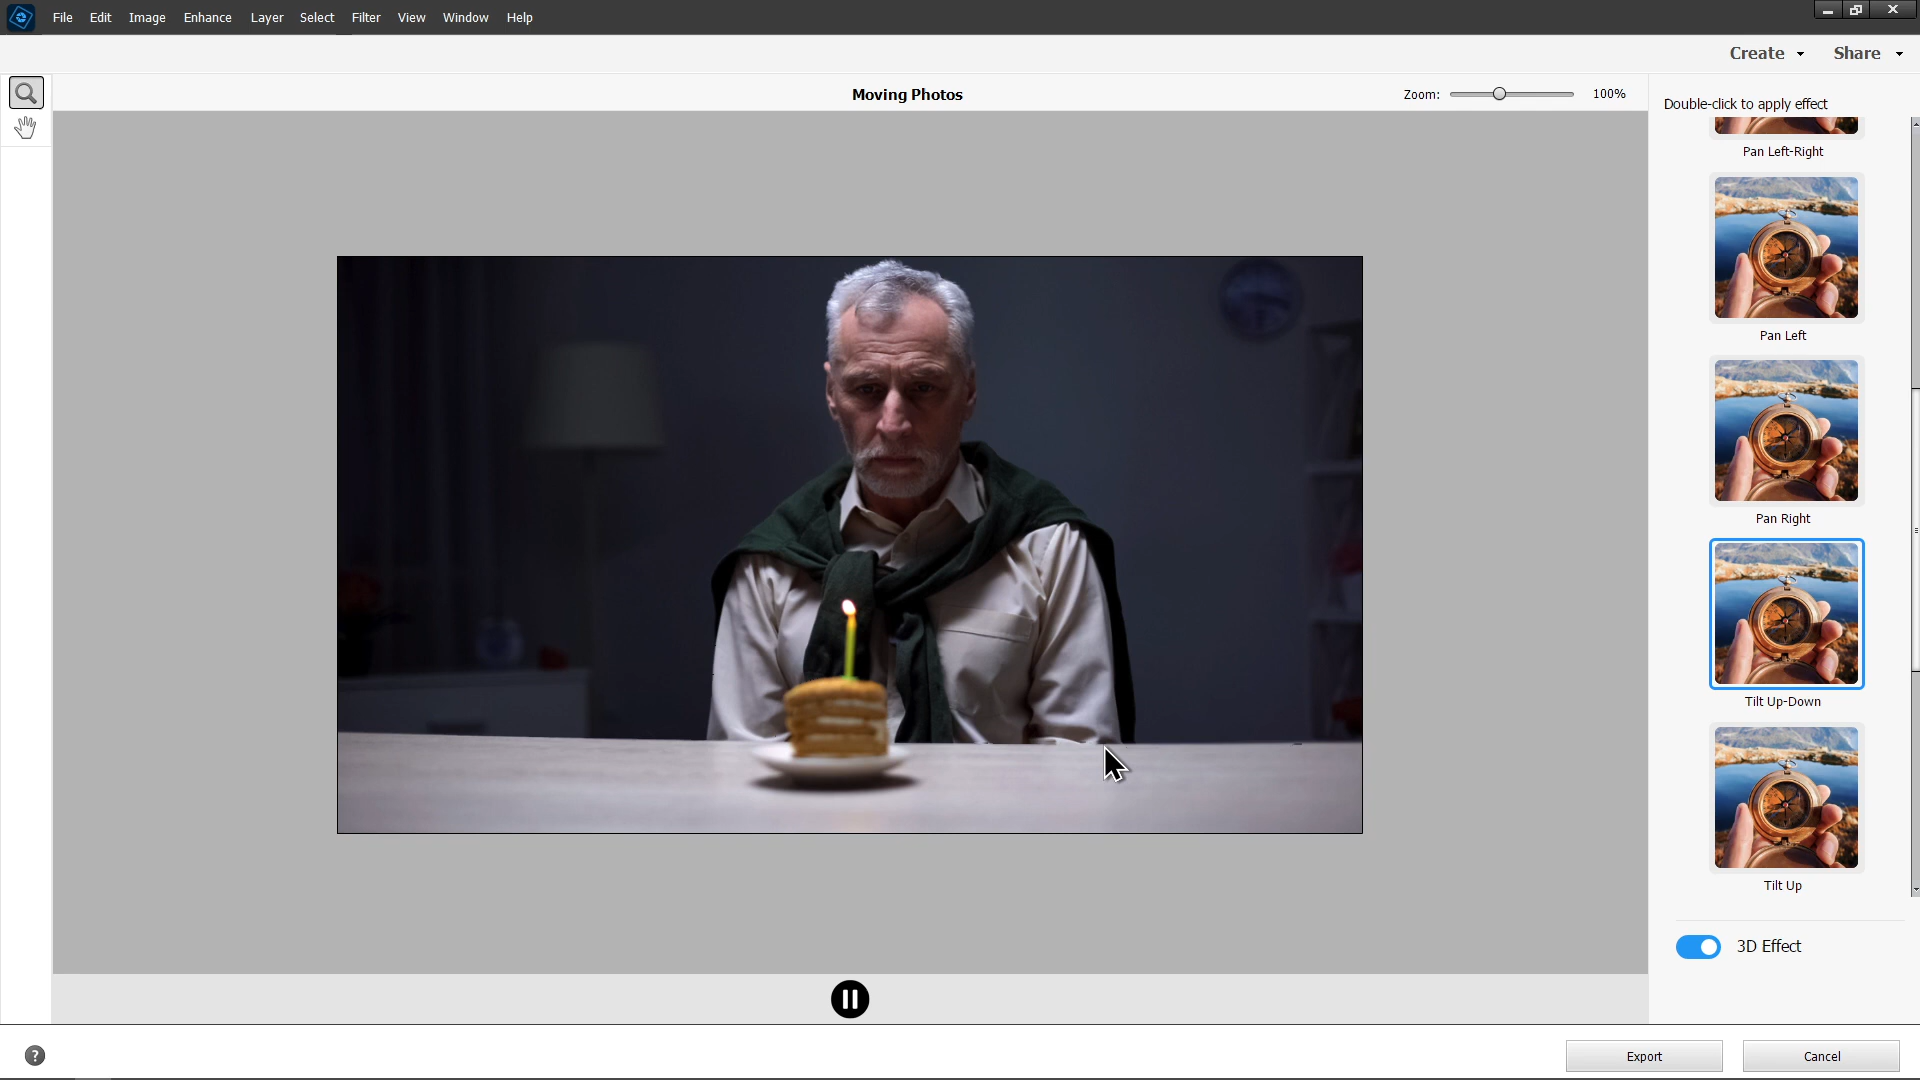 File Edit Image Enhance Layer Select Filter View Window Help
Create Share
Moving Photos
Zoom: 100%
Double-click to apply effect
Pan Left-Right
Pan Left
Pan Right
Tilt Up-Down
Tilt Up
3D Effect
?
Export Cancel